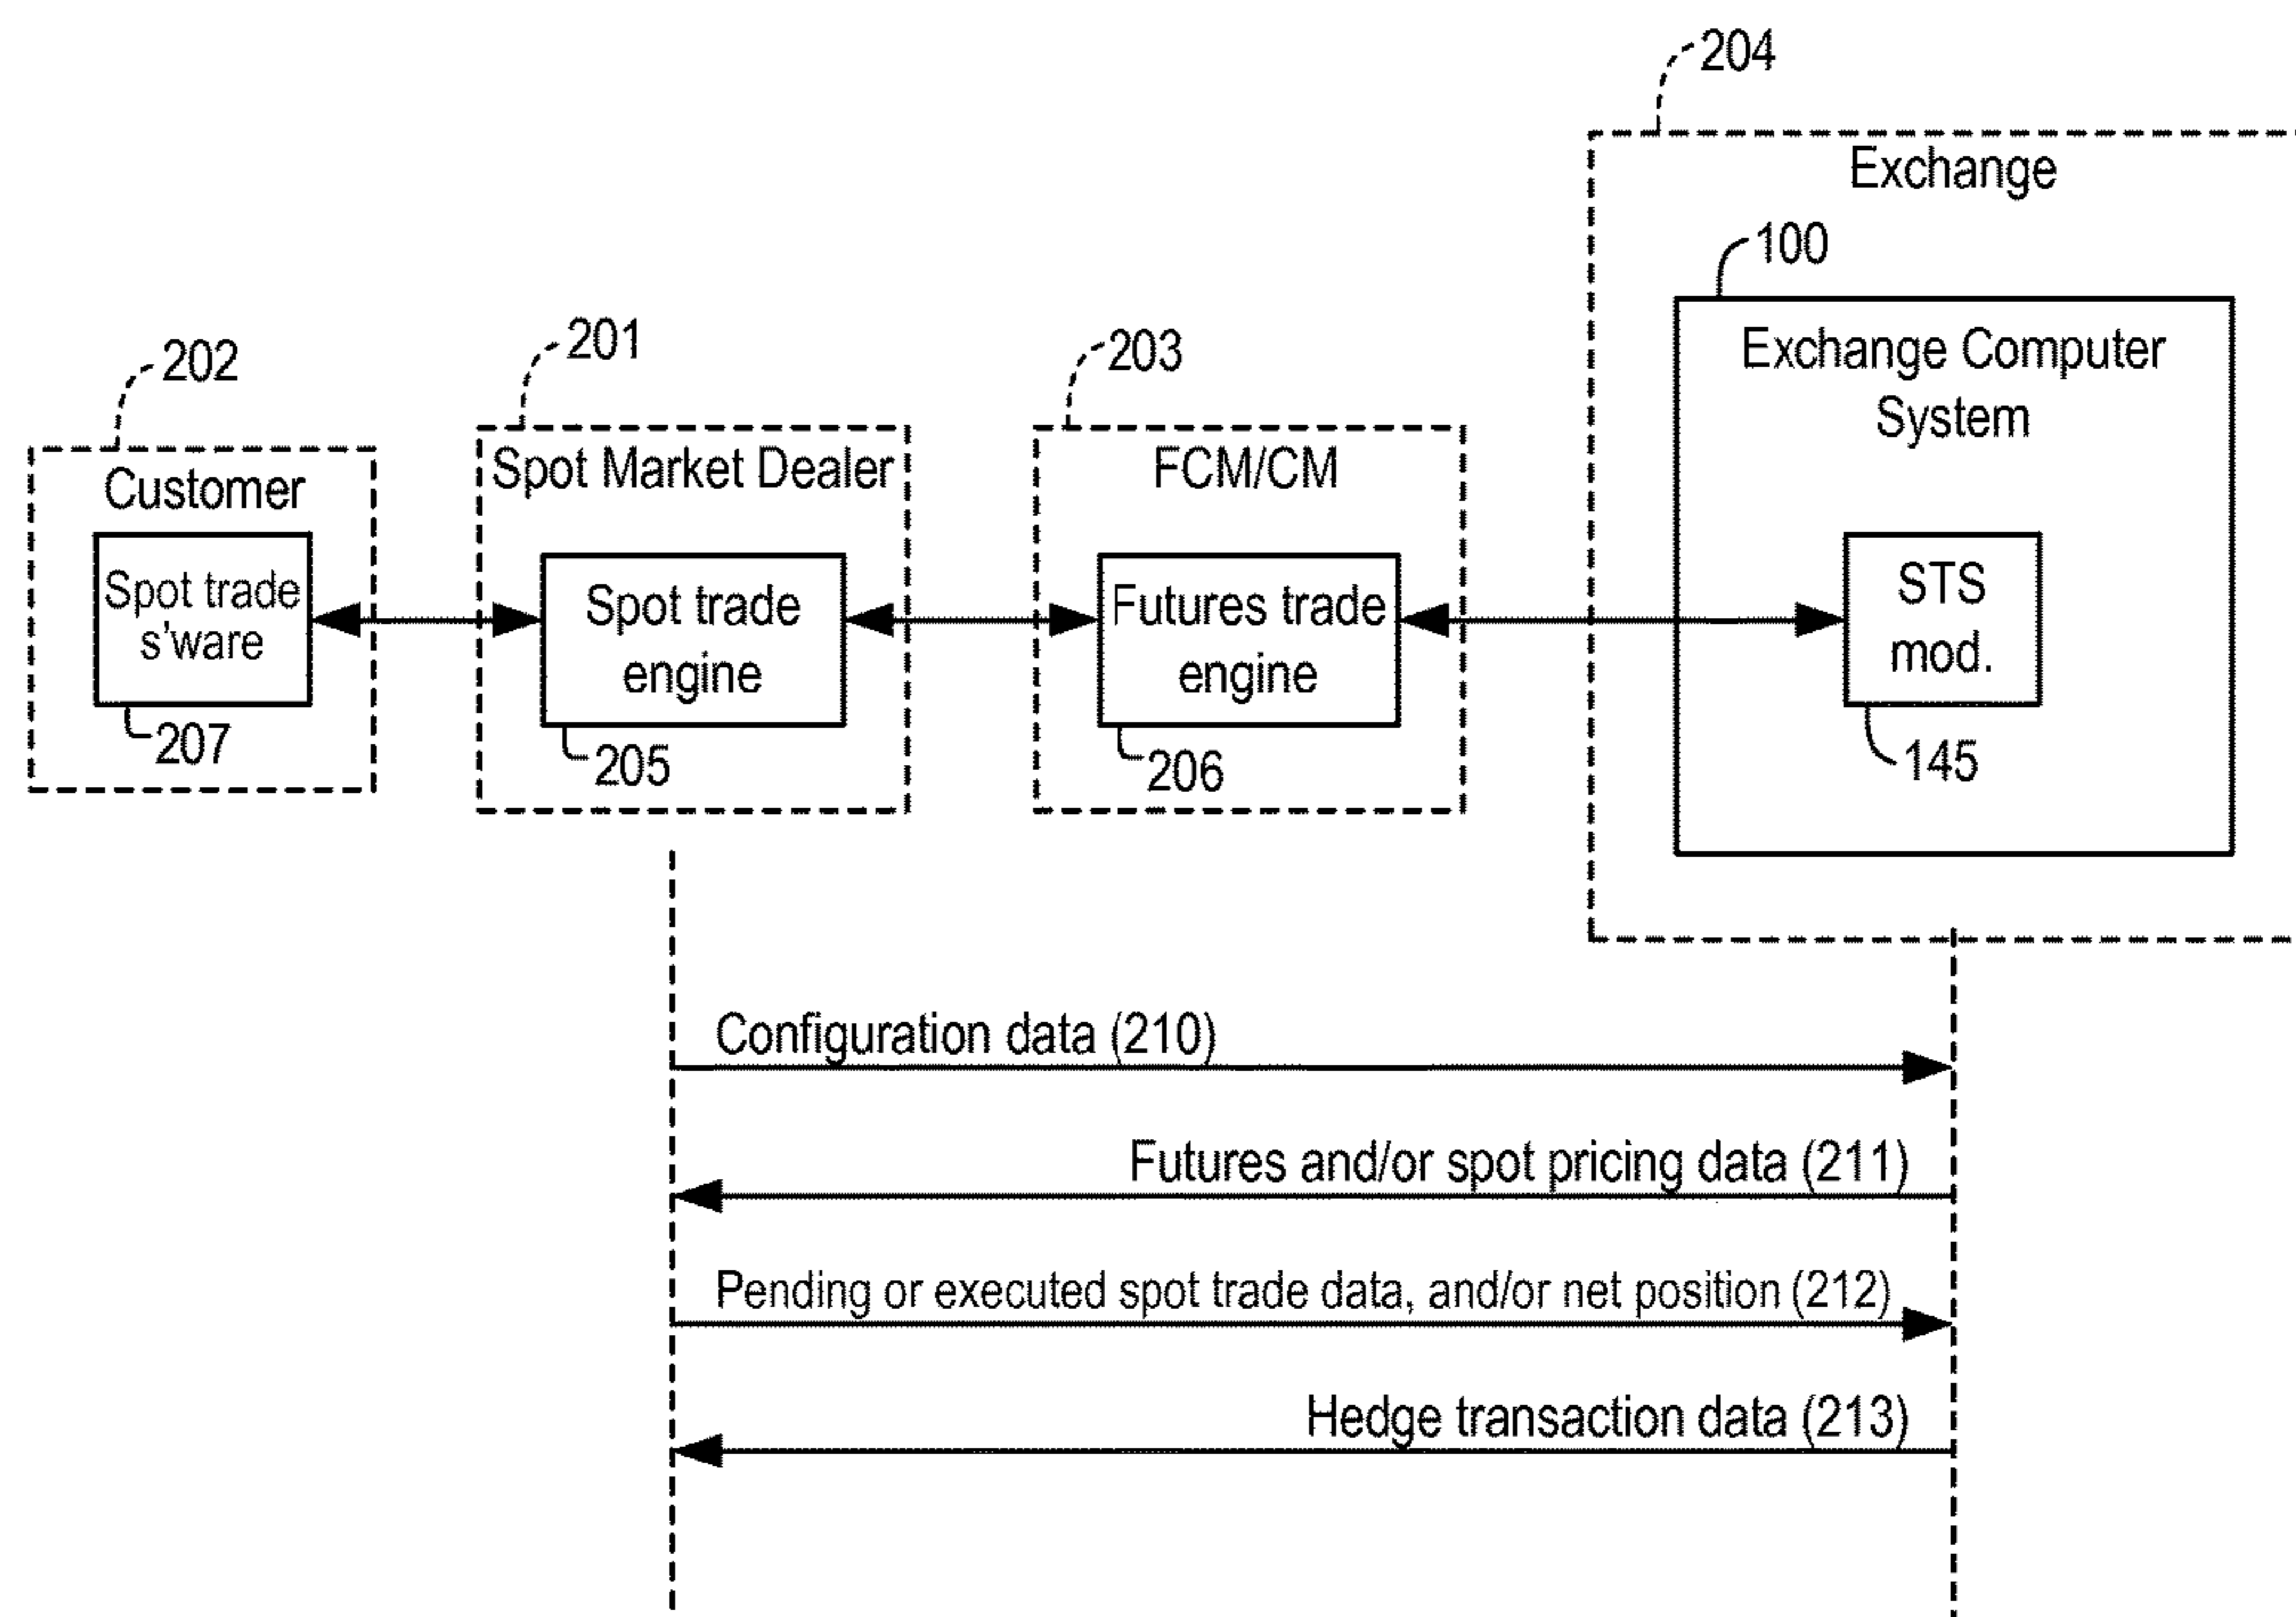 204
Exchange
100
Exchange Computer
System
STS
mod.
145
202
Customer
Spot trade
s'ware
207
201
Spot Market Dealer
Spot trade
engine
205
203
FCM/CM
Futures trade
engine
206
Configuration data (210)
Futures and/or spot pricing data (211)
Pending or executed spot trade data, and/or net position (212)
Hedge transaction data (213)